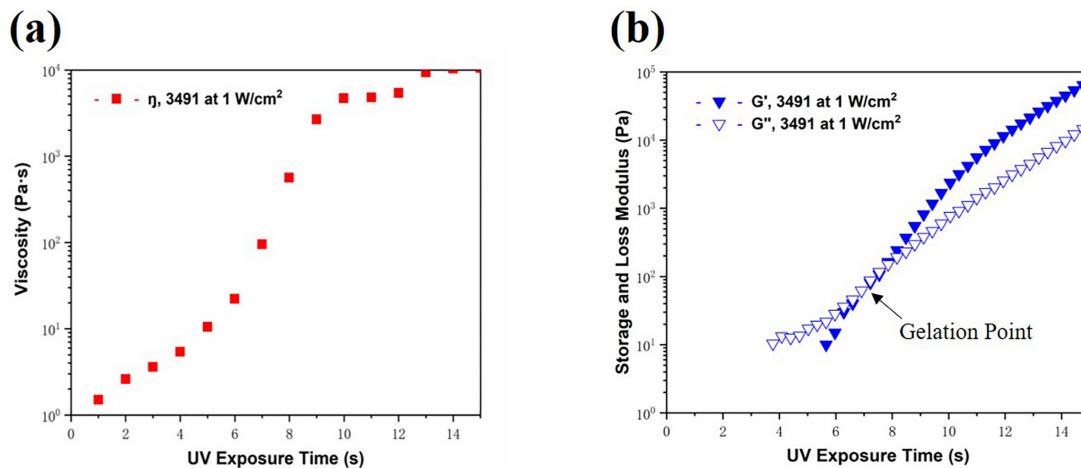 (a)
10⁴
10³
10²
10¹
10⁰
Viscosity (Pa·s)
η, 3491 at 1 W/cm²
0 2 4 6 8 10 12 14
UV Exposure Time (s)
(b)
10⁵
10⁴
10³
10²
10¹
10⁰
Storage and Loss Modulus (Pa)
G', 3491 at 1 W/cm²
G'', 3491 at 1 W/cm²
Gelation Point
0 2 4 6 8 10 12 14
UV Exposure Time (s)